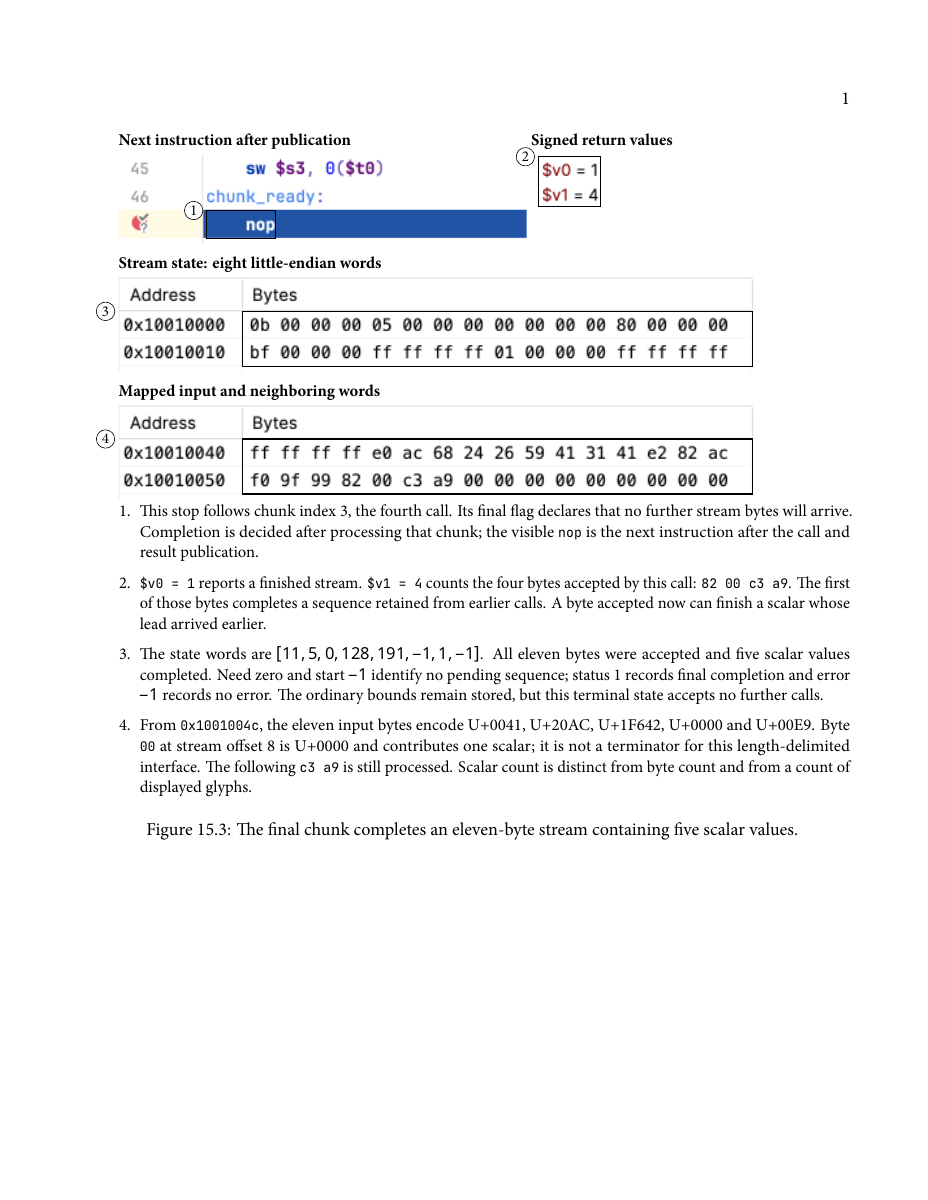 1
Next instruction after publication
Signed return values
45 sw $s3, 0($t0)
46 chunk_ready:
1 nop
2 $v0 = 1
$v1 = 4
Stream state: eight little-endian words
Address Bytes
3 0x10010000 0b 00 00 00 05 00 00 00 00 00 00 00 80 00 00 00
0x10010010 bf 00 00 00 ff ff ff ff 01 00 00 00 ff ff ff ff
Mapped input and neighboring words
Address Bytes
4 0x10010040 ff ff ff ff e0 ac 68 24 26 59 41 31 41 e2 82 ac
0x10010050 f0 9f 99 82 00 c3 a9 00 00 00 00 00 00 00 00 00
1. This stop follows chunk index 3, the fourth call. Its final flag declares that no further stream bytes will arrive.
Completion is decided after processing that chunk; the visible nop is the next instruction after the call and
result publication.
2. $v0 = 1 reports a finished stream. $v1 = 4 counts the four bytes accepted by this call: 82 00 c3 a9. The first
of those bytes completes a sequence retained from earlier calls. A byte accepted now can finish a scalar whose
lead arrived earlier.
3. The state words are [11, 5, 0, 128, 191, −1, 1, −1]. All eleven bytes were accepted and five scalar values
completed. Need zero and start −1 identify no pending sequence; status 1 records final completion and error
−1 records no error. The ordinary bounds remain stored, but this terminal state accepts no further calls.
4. From 0x1001004c, the eleven input bytes encode U+0041, U+20AC, U+1F642, U+0000 and U+00E9. Byte
00 at stream offset 8 is U+0000 and contributes one scalar; it is not a terminator for this length-delimited
interface. The following c3 a9 is still processed. Scalar count is distinct from byte count and from a count of
displayed glyphs.
Figure 15.3: The final chunk completes an eleven-byte stream containing five scalar values.